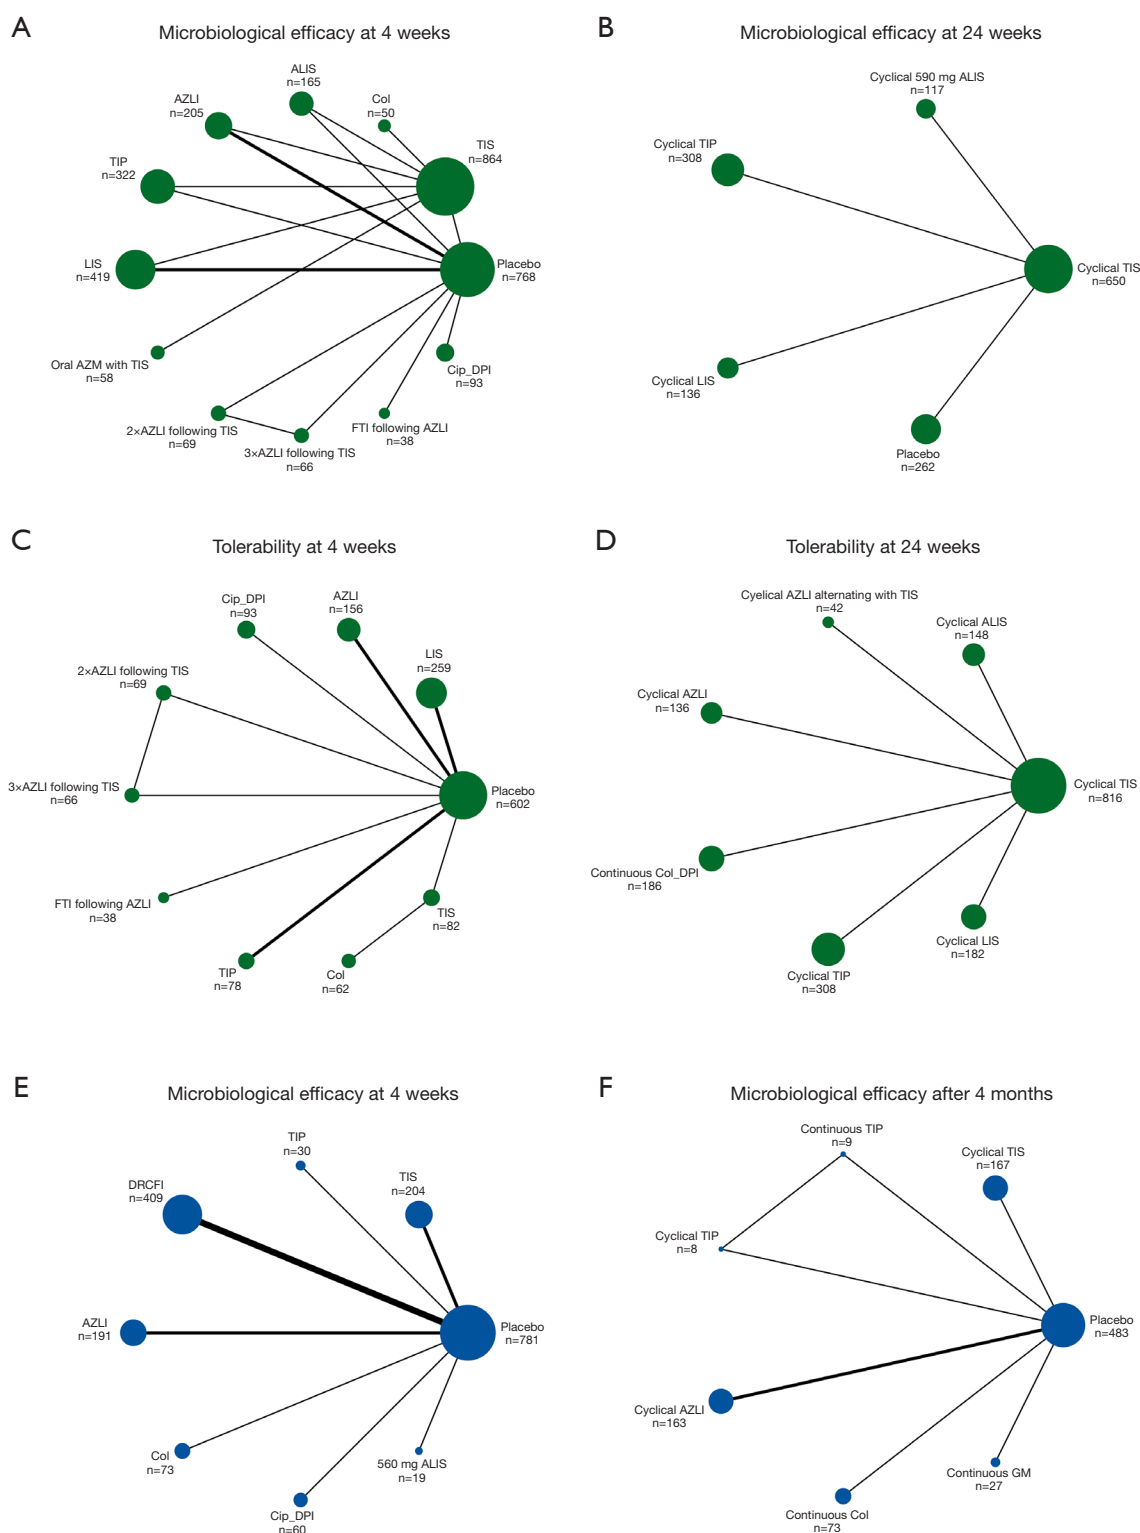 A
Microbiological efficacy at 4 weeks
ALIS
n=165
AZLI
n=205
Col
n=50
TIS
n=864
TIP
n=322
LIS
n=419
Placebo
n=768
Oral AZM with TIS
n=58
Cip_DPI
n=93
2×AZLI following TIS
n=69
FTI following AZLI
n=38
3×AZLI following TIS
n=66
B
Microbiological efficacy at 24 weeks
Cyclical 590 mg ALIS
n=117
Cyclical TIP
n=308
Cyclical TIS
n=650
Cyclical LIS
n=136
Placebo
n=262
C
Tolerability at 4 weeks
Cip_DPI
n=93
AZLI
n=156
LIS
n=259
2×AZLI following TIS
n=69
3×AZLI following TIS
n=66
Placebo
n=602
FTI following AZLI
n=38
TIS
n=82
TIP
n=78
Col
n=62
D
Tolerability at 24 weeks
Cyelical AZLI alternating with TIS
n=42
Cyclical ALIS
n=148
Cyclical AZLI
n=136
Cyclical TIS
n=816
Continuous Col_DPI
n=186
Cyclical LIS
n=182
Cyclical TIP
n=308
E
Microbiological efficacy at 4 weeks
TIP
n=30
DRCFI
n=409
TIS
n=204
AZLI
n=191
Placebo
n=781
Col
n=73
560 mg ALIS
n=19
Cip_DPI
n=60
F
Microbiological efficacy after 4 months
Continuous TIP
n=9
Cyclical TIS
n=167
Cyclical TIP
n=8
Placebo
n=483
Cyclical AZLI
n=163
Continuous GM
n=27
Continuous Col
n=73